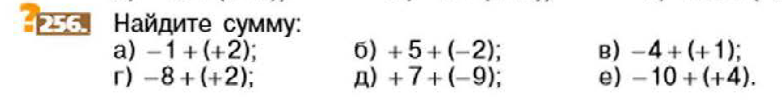 ?256. Найдите сумму:
а) −1 + (+2); б) +5 + (−2); в) −4 + (+1);
г) −8 + (+2); д) +7 + (−9); е) −10 + (+4).